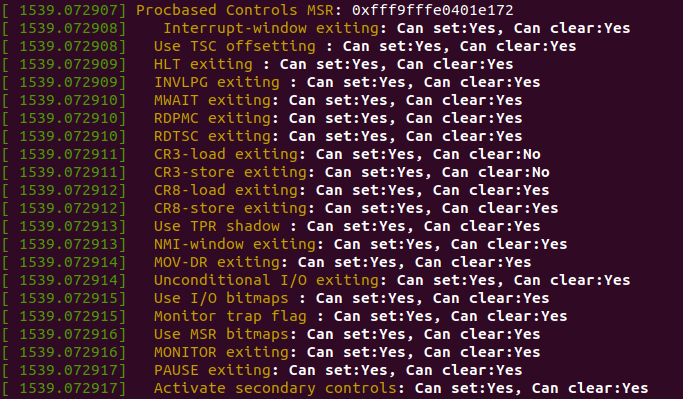 [ 1539.072907] Procbased Controls MSR: 0xfff9fffe0401e172
[ 1539.072908]     Interrupt-window exiting: Can set:Yes, Can clear:Yes
[ 1539.072908]    Use TSC offsetting : Can set:Yes, Can clear:Yes
[ 1539.072909]    HLT exiting : Can set:Yes, Can clear:Yes
[ 1539.072909]    INVLPG exiting : Can set:Yes, Can clear:Yes
[ 1539.072910]    MWAIT exiting: Can set:Yes, Can clear:Yes
[ 1539.072910]    RDPMC exiting: Can set:Yes, Can clear:Yes
[ 1539.072910]    RDTSC exiting: Can set:Yes, Can clear:Yes
[ 1539.072911]    CR3-load exiting: Can set:Yes, Can clear:No
[ 1539.072911]    CR3-store exiting: Can set:Yes, Can clear:No
[ 1539.072912]    CR8-load exiting: Can set:Yes, Can clear:Yes
[ 1539.072912]    CR8-store exiting: Can set:Yes, Can clear:Yes
[ 1539.072913]    Use TPR shadow : Can set:Yes, Can clear:Yes
[ 1539.072913]    NMI-window exiting: Can set:Yes, Can clear:Yes
[ 1539.072914]    MOV-DR exiting: Can set:Yes, Can clear:Yes
[ 1539.072914]    Unconditional I/O exiting: Can set:Yes, Can clear:Yes
[ 1539.072915]    Use I/O bitmaps : Can set:Yes, Can clear:Yes
[ 1539.072915]    Monitor trap flag : Can set:Yes, Can clear:Yes
[ 1539.072916]    Use MSR bitmaps: Can set:Yes, Can clear:Yes
[ 1539.072916]    MONITOR exiting: Can set:Yes, Can clear:Yes
[ 1539.072917]    PAUSE exiting: Can set:Yes, Can clear:Yes
[ 1539.072917]    Activate secondary controls: Can set:Yes, Can clear:Yes